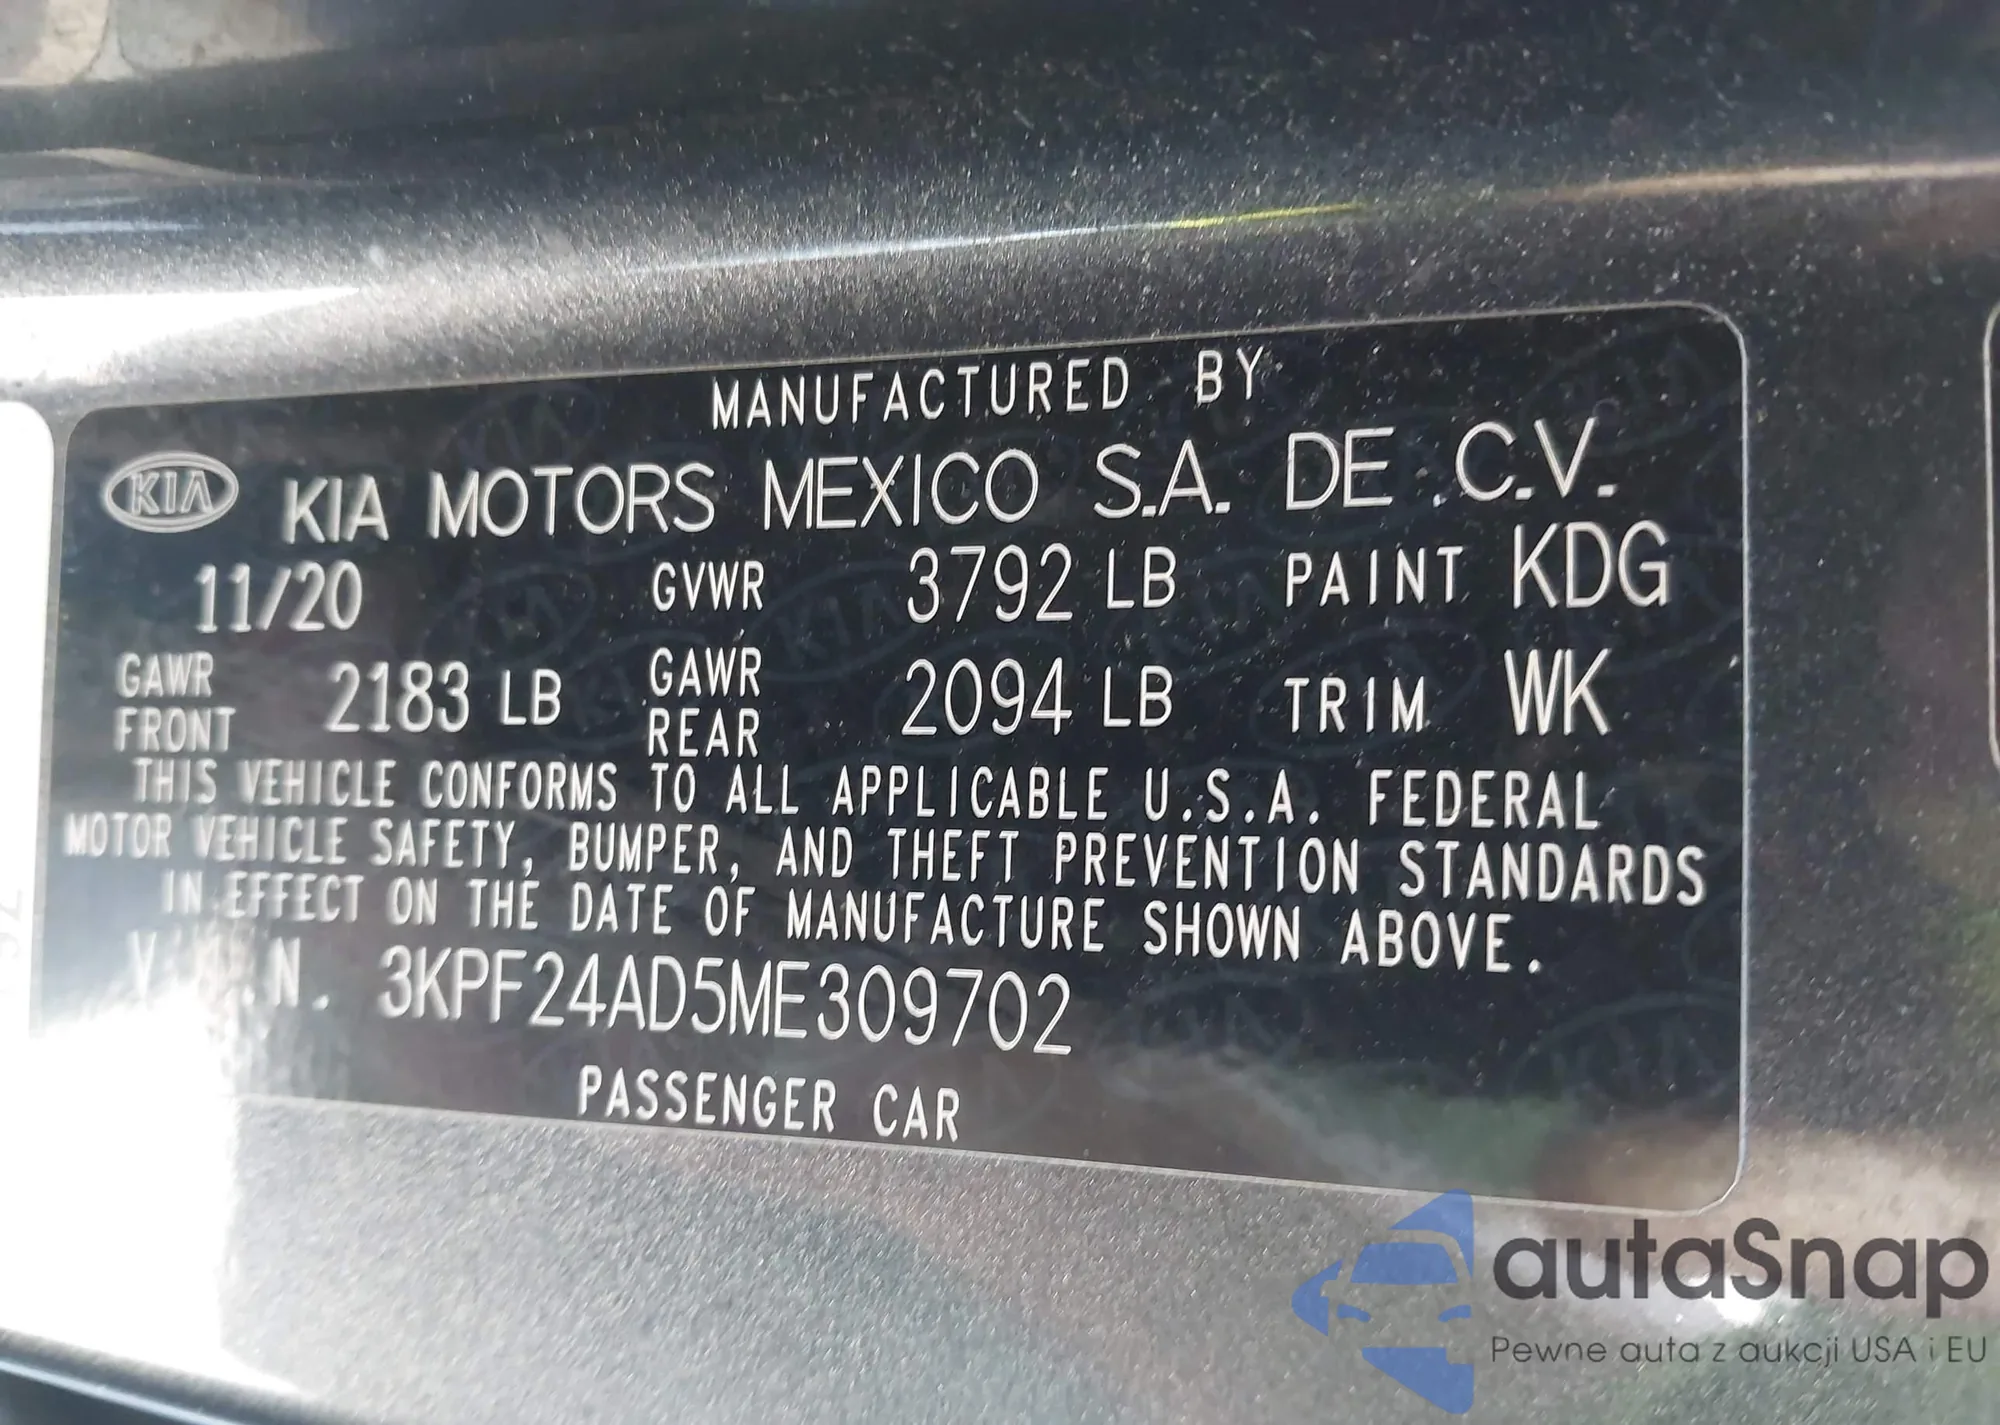 MANUFACTURED BY
KIA KIA MOTORS MEXICO S.A. DE C.V.
11/20 GVWR 3792 LB PAINT KDG
GAWR FRONT 2183 LB GAWR REAR 2094 LB TRIM WK
THIS VEHICLE CONFORMS TO ALL APPLICABLE U.S.A. FEDERAL
MOTOR VEHICLE SAFETY, BUMPER, AND THEFT PREVENTION STANDARDS
IN EFFECT ON THE DATE OF MANUFACTURE SHOWN ABOVE.
V.I.N. 3KPF24AD5ME309702
PASSENGER CAR
autaSnap
Pewne auta z aukcji USA i EU